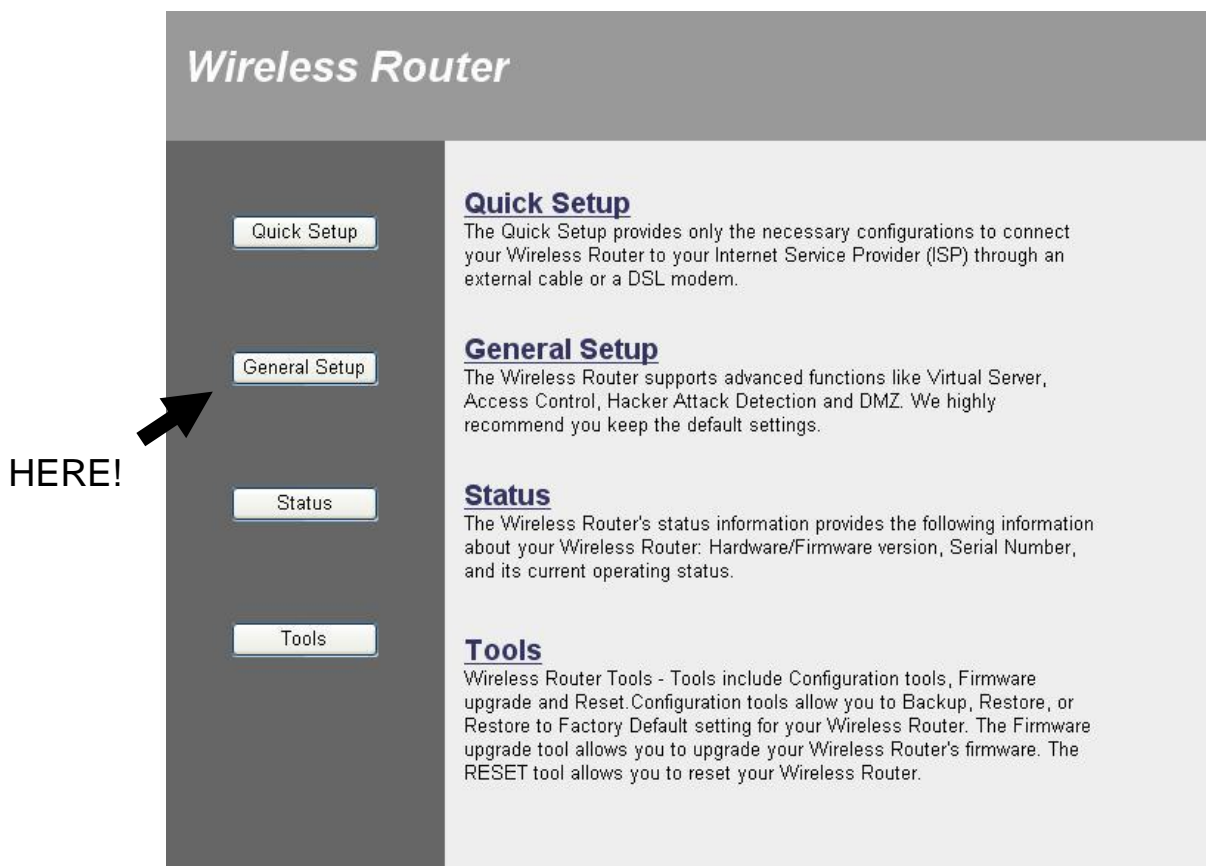 Wireless Router
Quick Setup
Quick Setup
The Quick Setup provides only the necessary configurations to connect
your Wireless Router to your Internet Service Provider (ISP) through an
external cable or a DSL modem.
General Setup
General Setup
The Wireless Router supports advanced functions like Virtual Server,
Access Control, Hacker Attack Detection and DMZ. We highly
recommend you keep the default settings.
HERE!
Status
Status
The Wireless Router's status information provides the following information
about your Wireless Router: Hardware/Firmware version, Serial Number,
and its current operating status.
Tools
Tools
Wireless Router Tools - Tools include Configuration tools, Firmware
upgrade and Reset.Configuration tools allow you to Backup, Restore, or
Restore to Factory Default setting for your Wireless Router. The Firmware
upgrade tool allows you to upgrade your Wireless Router's firmware. The
RESET tool allows you to reset your Wireless Router.